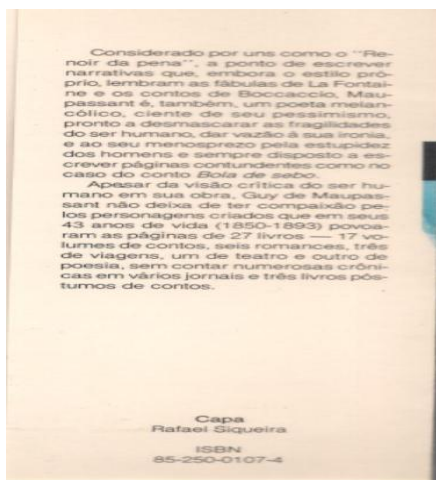 Considerado por uns como o "Re-
noir da pena", a ponto de escrever
narrativas que, embora o estilo pró-
prio, lembram as fábulas de La Fontai-
ne e os contos de Boccaccio, Mau-
passant é, também, um poeta melan-
cólico, ciente de seu pessimismo,
pronto a desmascarar as fragilidades
do ser humano, dar vazão à sua ironia,
e ao seu menosprezo pela estupidez
dos homens e sempre disposto a es-
crever páginas contundentes como no
caso do conto Bola de sebo.
Apesar da visão crítica do ser hu-
mano em sua obra, Guy de Maupas-
sant não deixa de ter compaixão pe-
los personagens criados que em seus
43 anos de vida (1850-1893) povoa-
ram as páginas de 27 livros — 17 vo-
lumes de contos, seis romances, três
de viagens, um de teatro e outro de
poesia, sem contar numerosas crôni-
cas em vários jornais e três livros pós-
tumos de contos.
Capa
Rafael Siqueira
ISBN
85-250-0107-4